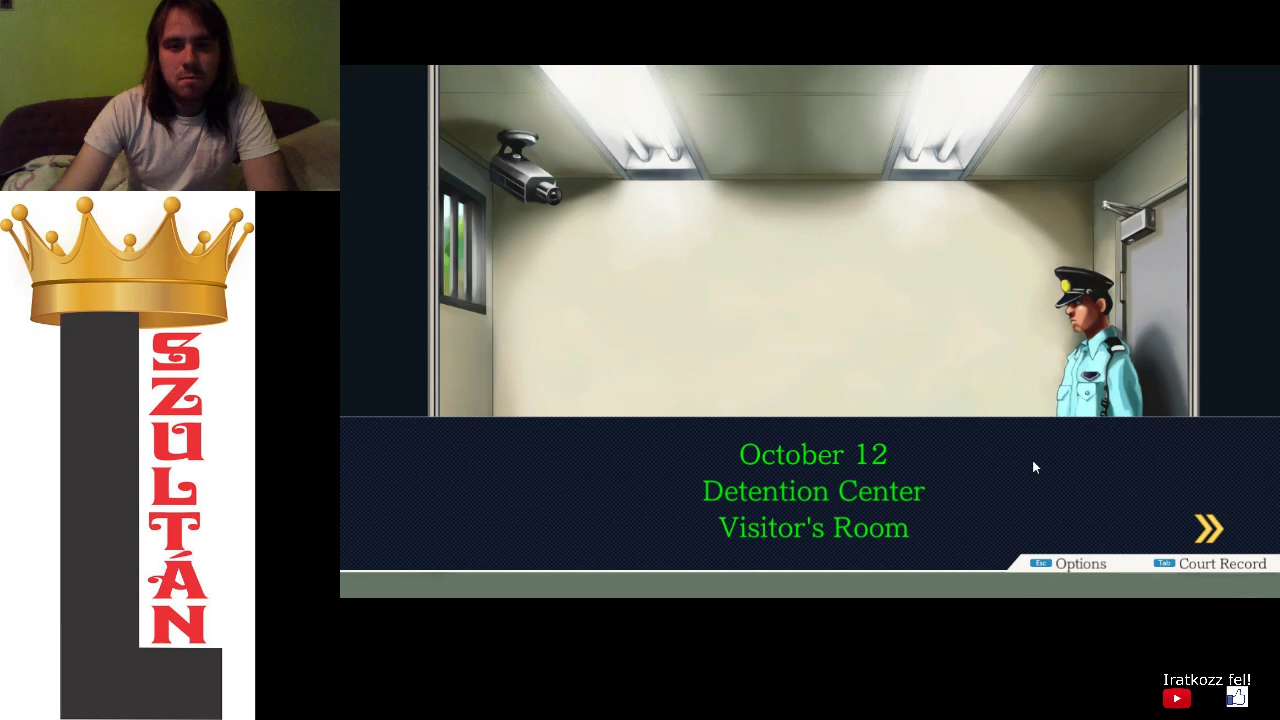 SZULTÁN
L
October 12
Detention Center
Visitor's Room
Esc Options
Tab Court Record
Iratkozz fel!